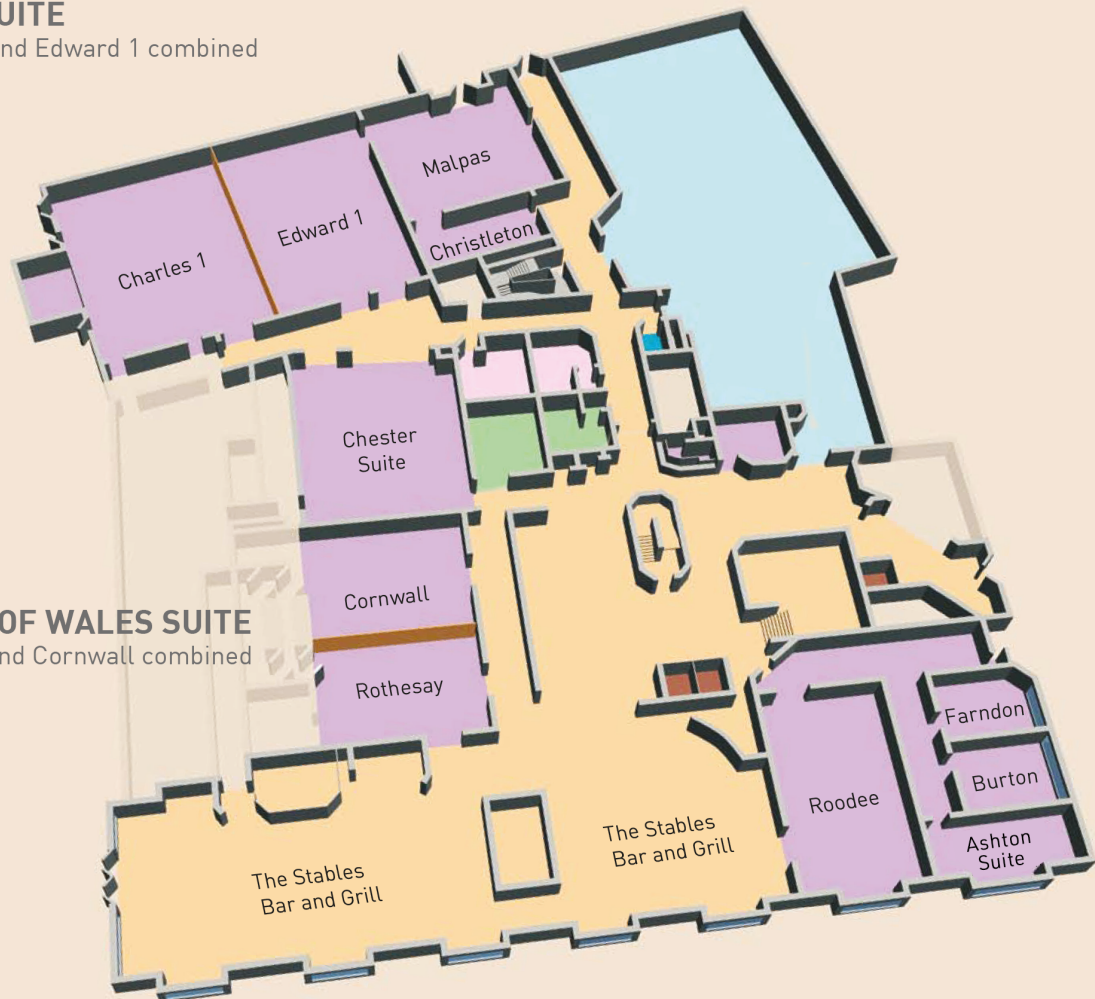 UITE
nd Edward 1 combined
Malpas
Edward 1
Christleton
Charles 1
Chester
Suite
Cornwall
OF WALES SUITE
nd Cornwall combined
Rothesay
Farndon
Burton
Roodee
Ashton
Suite
The Stables
Bar and Grill
The Stables
Bar and Grill